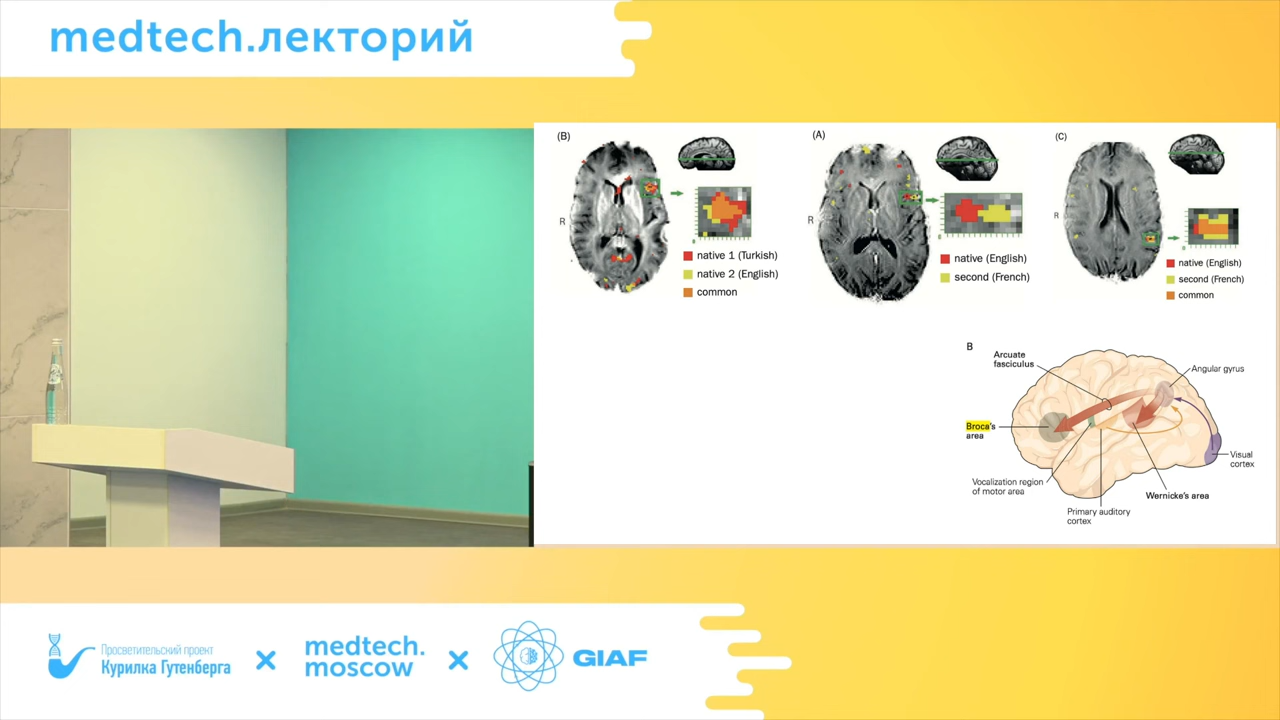 medtech.лекторий
(B)
R
native 1 (Turkish)
native 2 (English)
common
(A)
R
native (English)
second (French)
(C)
R
native (English)
second (French)
common
B
Arcuate
fasciculus
Angular gyrus
Broca's
area
Visual
cortex
Vocalization region
of motor area
Wernicke's area
Primary auditory
cortex
Просветительский проект
Курилка Гутенберга
×
medtech.
moscow
×
GIAF